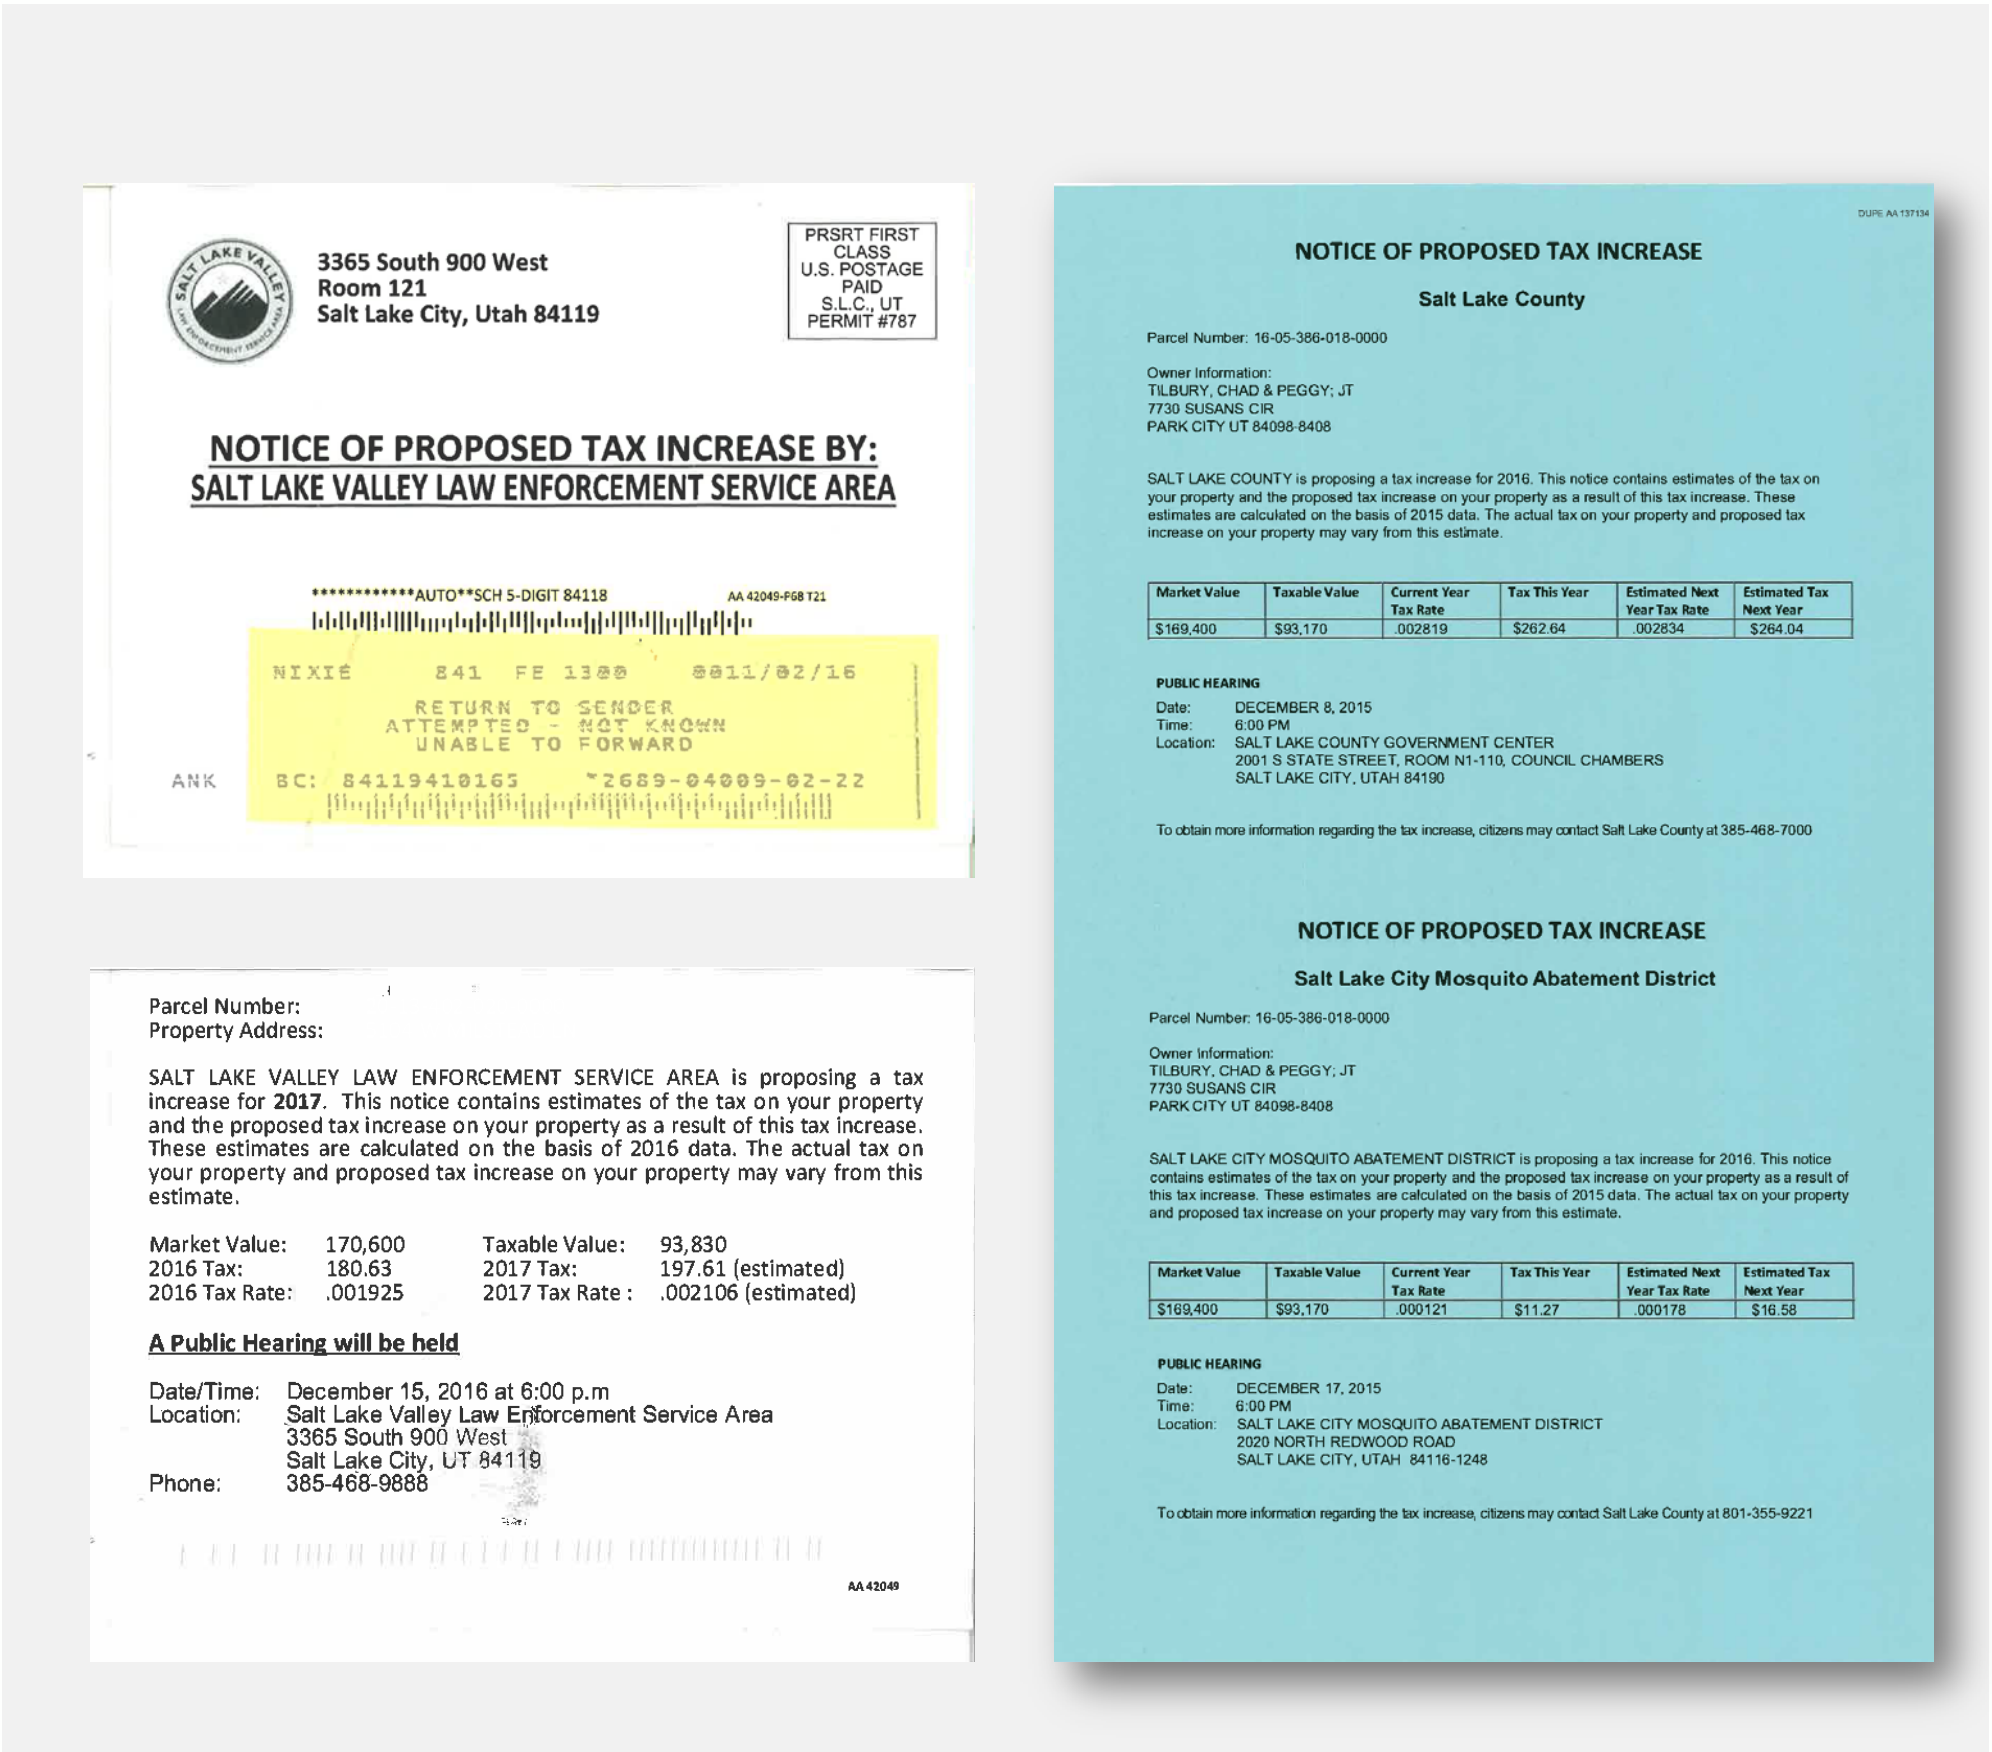 SALT LAKE VALLEY
LAW ENFORCEMENT SERVICE AREA
3365 South 900 West
Room 121
Salt Lake City, Utah 84119
PRSRT FIRST
CLASS
U.S. POSTAGE
PAID
S.L.C., UT
PERMIT #787
NOTICE OF PROPOSED TAX INCREASE BY:
SALT LAKE VALLEY LAW ENFORCEMENT SERVICE AREA
************AUTO**SCH 5-DIGIT 84118 AA 42049-P68 T21
NIXIE 841 FE 1300 0011/02/16
RETURN TO SENDER
ATTEMPTED - NOT KNOWN
UNABLE TO FORWARD
ANK BC: 84119410165 *2689-04009-02-22
Parcel Number:
Property Address:
SALT LAKE VALLEY LAW ENFORCEMENT SERVICE AREA is proposing a tax
increase for 2017. This notice contains estimates of the tax on your property
and the proposed tax increase on your property as a result of this tax increase.
These estimates are calculated on the basis of 2016 data. The actual tax on
your property and proposed tax increase on your property may vary from this
estimate.
Market Value: 170,600 Taxable Value: 93,830
2016 Tax: 180.63 2017 Tax: 197.61 (estimated)
2016 Tax Rate: .001925 2017 Tax Rate : .002106 (estimated)
A Public Hearing will be held
Date/Time: December 15, 2016 at 6:00 p.m
Location: Salt Lake Valley Law Enforcement Service Area
3365 South 900 West
Salt Lake City, UT 84119
Phone: 385-468-9888
AA 42049
DUPE AA 137134
NOTICE OF PROPOSED TAX INCREASE
Salt Lake County
Parcel Number: 16-05-386-018-0000
Owner Information:
TILBURY, CHAD & PEGGY; JT
7730 SUSANS CIR
PARK CITY UT 84098-8408
SALT LAKE COUNTY is proposing a tax increase for 2016. This notice contains estimates of the tax on
your property and the proposed tax increase on your property as a result of this tax increase. These
estimates are calculated on the basis of 2015 data. The actual tax on your property and proposed tax
increase on your property may vary from this estimate.
Market Value Taxable Value Current Year Tax This Year Estimated Next Estimated Tax
Tax Rate Year Tax Rate Next Year
$169,400 $93,170 .002819 $262.64 .002834 $264.04
PUBLIC HEARING
Date: DECEMBER 8, 2015
Time: 6:00 PM
Location: SALT LAKE COUNTY GOVERNMENT CENTER
2001 S STATE STREET, ROOM N1-110, COUNCIL CHAMBERS
SALT LAKE CITY, UTAH 84190
To obtain more information regarding the tax increase, citizens may contact Salt Lake County at 385-468-7000
NOTICE OF PROPOSED TAX INCREASE
Salt Lake City Mosquito Abatement District
Parcel Number: 16-05-386-018-0000
Owner Information:
TILBURY, CHAD & PEGGY; JT
7730 SUSANS CIR
PARK CITY UT 84098-8408
SALT LAKE CITY MOSQUITO ABATEMENT DISTRICT is proposing a tax increase for 2016. This notice
contains estimates of the tax on your property and the proposed tax increase on your property as a result of
this tax increase. These estimates are calculated on the basis of 2015 data. The actual tax on your property
and proposed tax increase on your property may vary from this estimate.
Market Value Taxable Value Current Year Tax This Year Estimated Next Estimated Tax
Tax Rate Year Tax Rate Next Year
$169,400 $93,170 .000121 $11.27 .000178 $16.58
PUBLIC HEARING
Date: DECEMBER 17, 2015
Time: 6:00 PM
Location: SALT LAKE CITY MOSQUITO ABATEMENT DISTRICT
2020 NORTH REDWOOD ROAD
SALT LAKE CITY, UTAH 84116-1248
To obtain more information regarding the tax increase, citizens may contact Salt Lake County at 801-355-9221